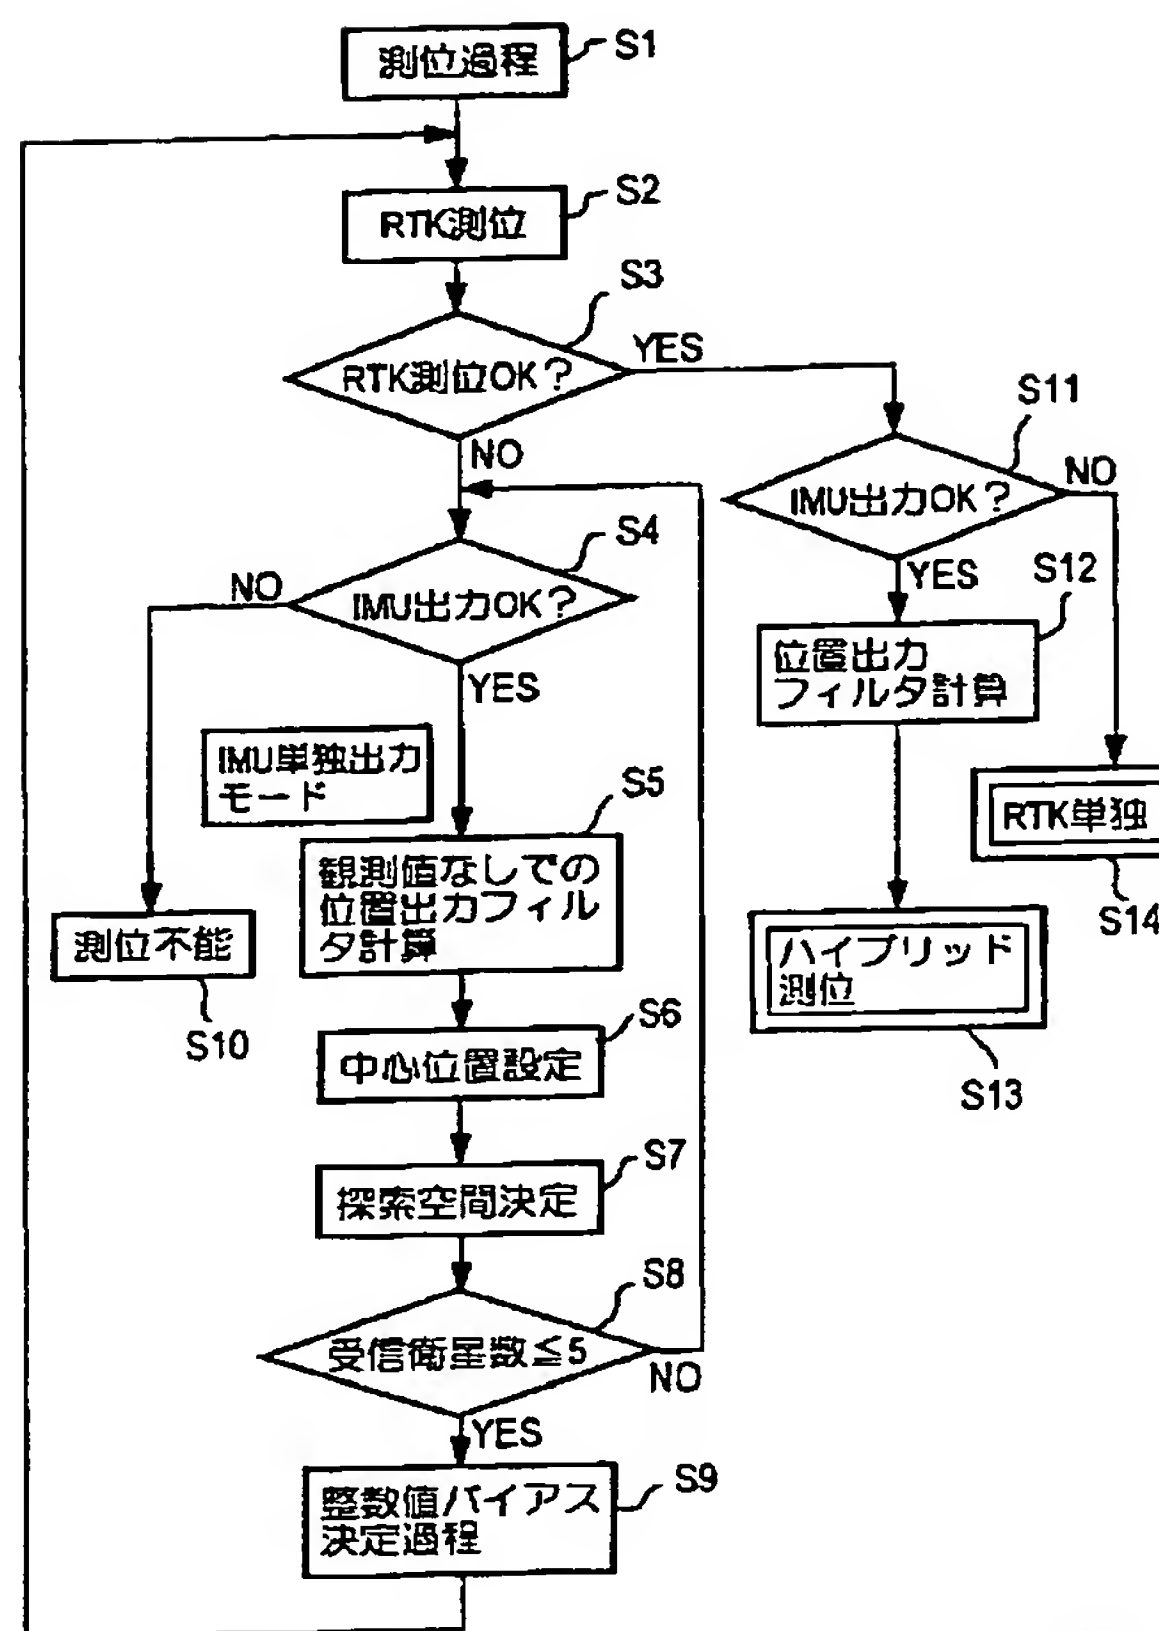 測位過程
S1
RTK測位
S2
S3
RTK測位OK?
YES
NO
S11
IMU出力OK?
NO
YES
S4
IMU出力OK?
NO
YES
S12
位置出力
フィルタ計算
IMU単独出力
モード
S5
観測値なしでの
位置出力フィル
タ計算
RTK単独
S14
測位不能
S10
ハイブリッド
測位
S13
S6
中心位置設定
S7
探索空間決定
S8
受信衛星数≦5
NO
YES
S9
整数値バイアス
決定過程